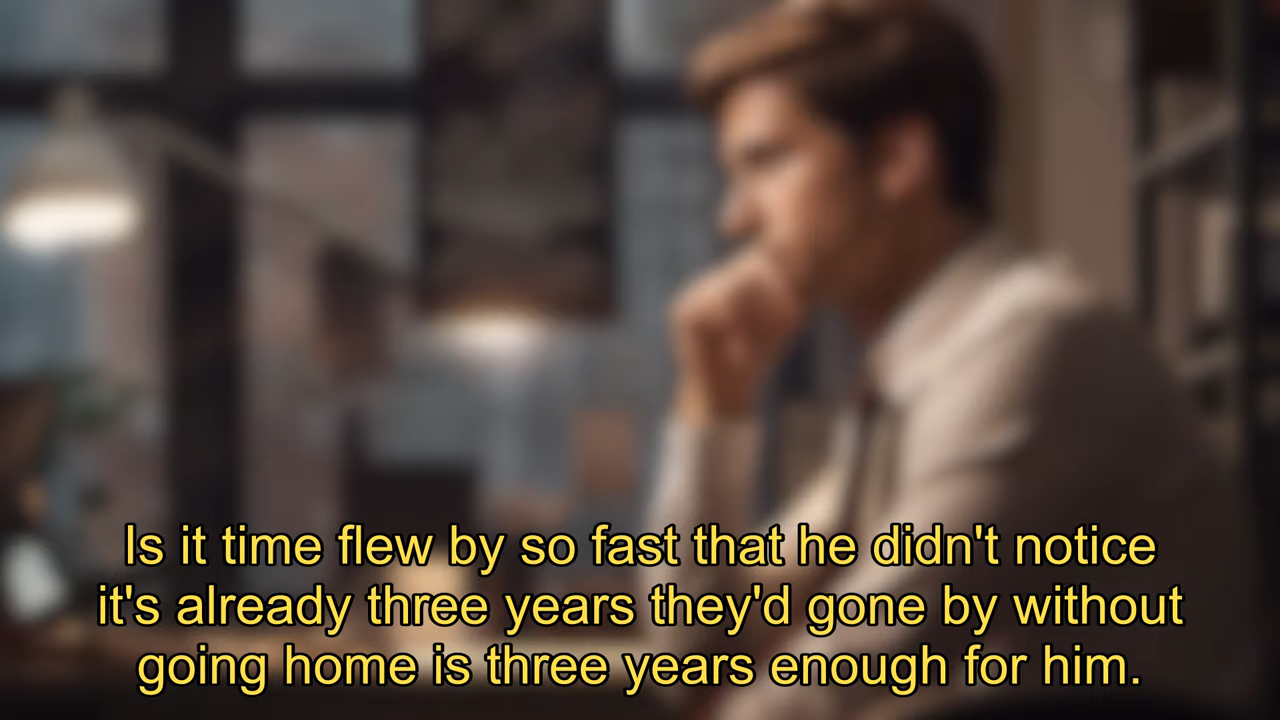 Is it time flew by so fast that he didn't notice
it's already three years they'd gone by without
going home is three years enough for him.